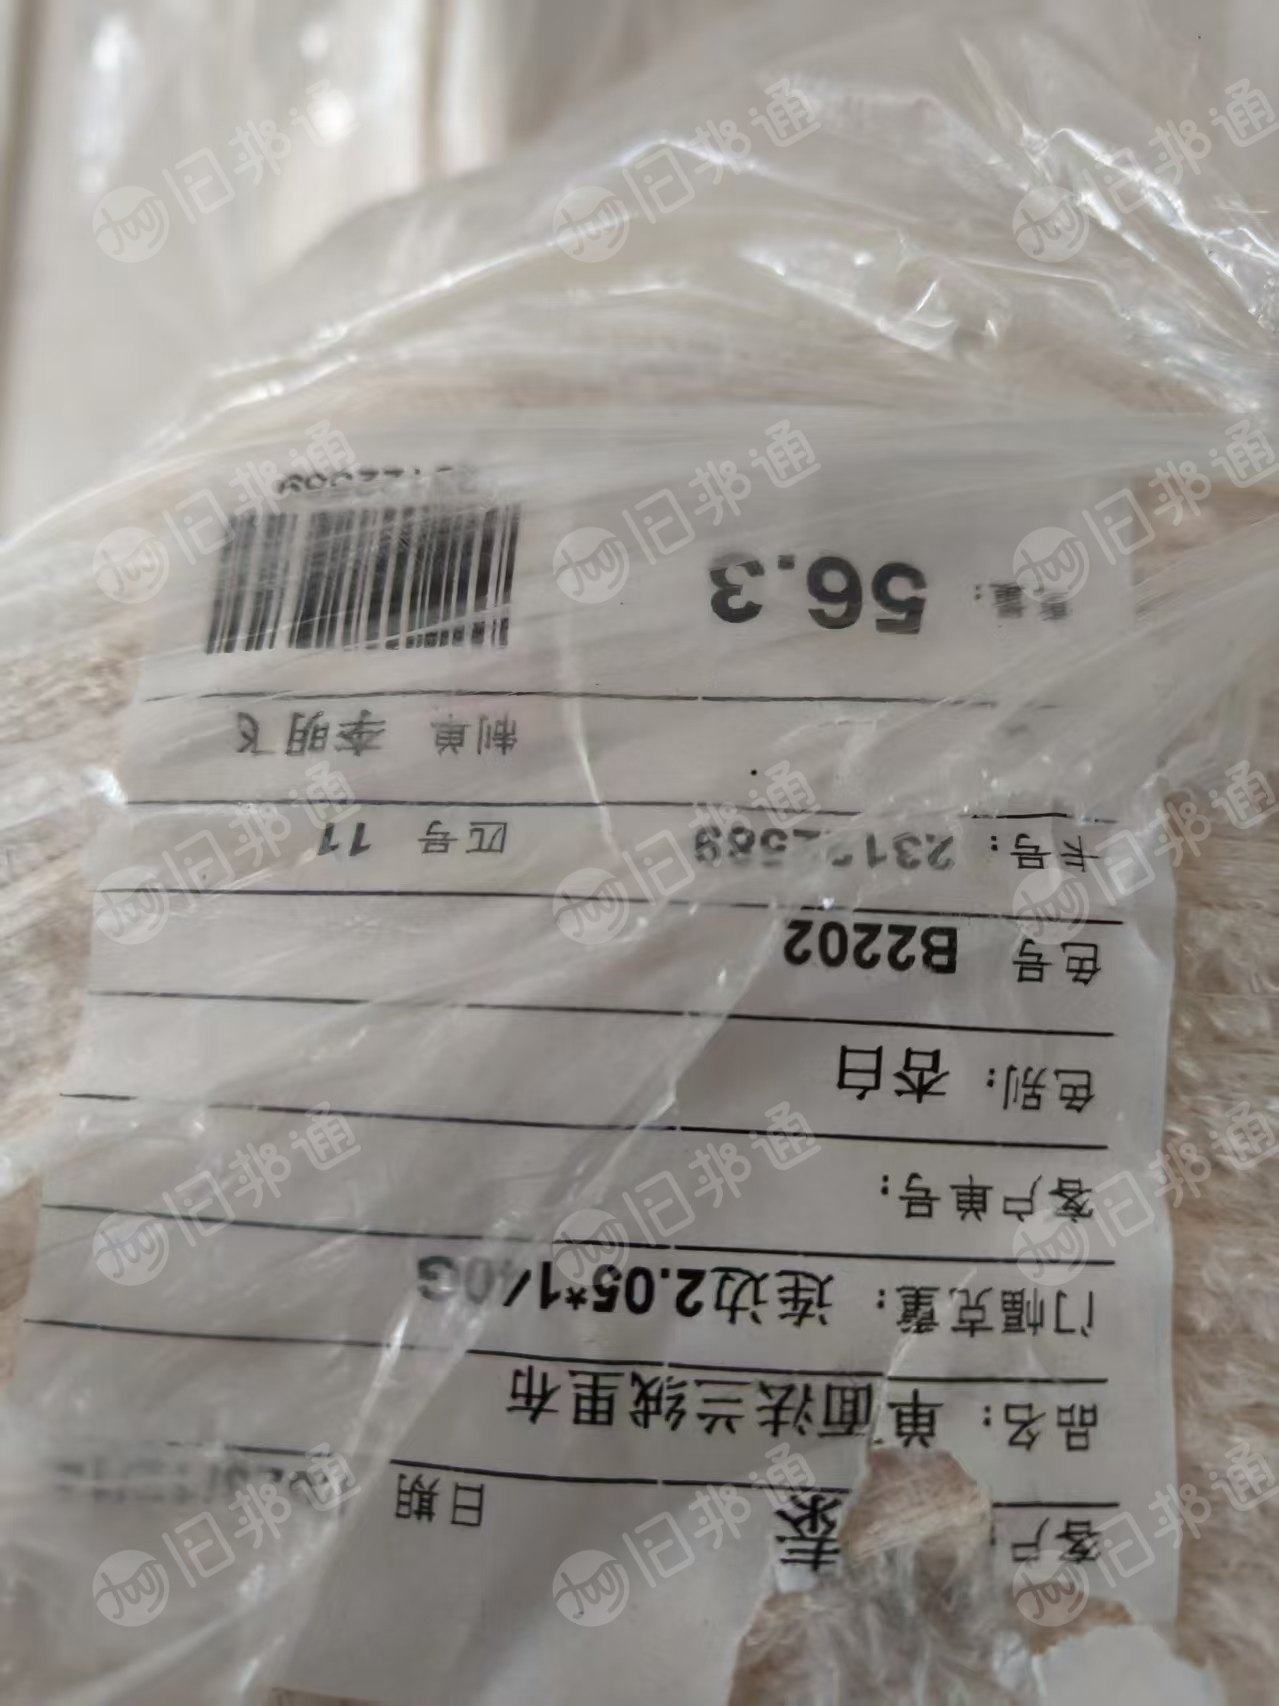 客户 日期
品名: 单面法兰绒里布
门幅克重: 连边2.05*1/40G
客户单号:
色别: 杏白
色号 B2202
卡号: 匹号 11
制单 李明飞
重量: 56.3
旧邦通